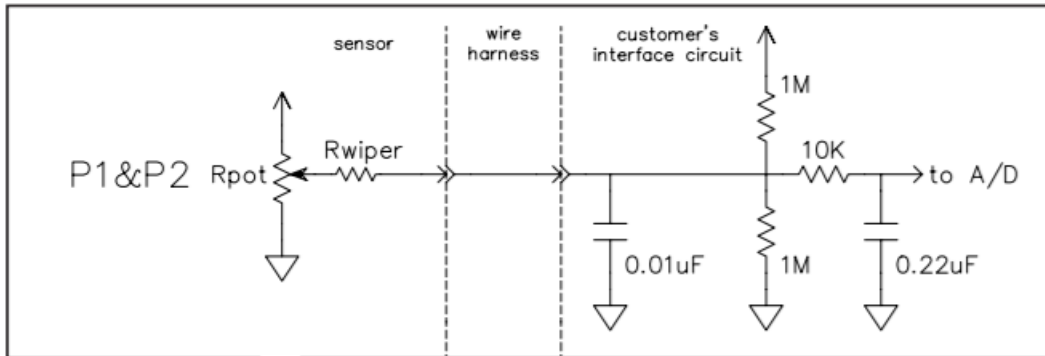 sensor
wire
harness
customer's
interface circuit
1M
Rwiper
10K
P1&P2
Rpot
to A/D
0.01uF
1M
0.22uF